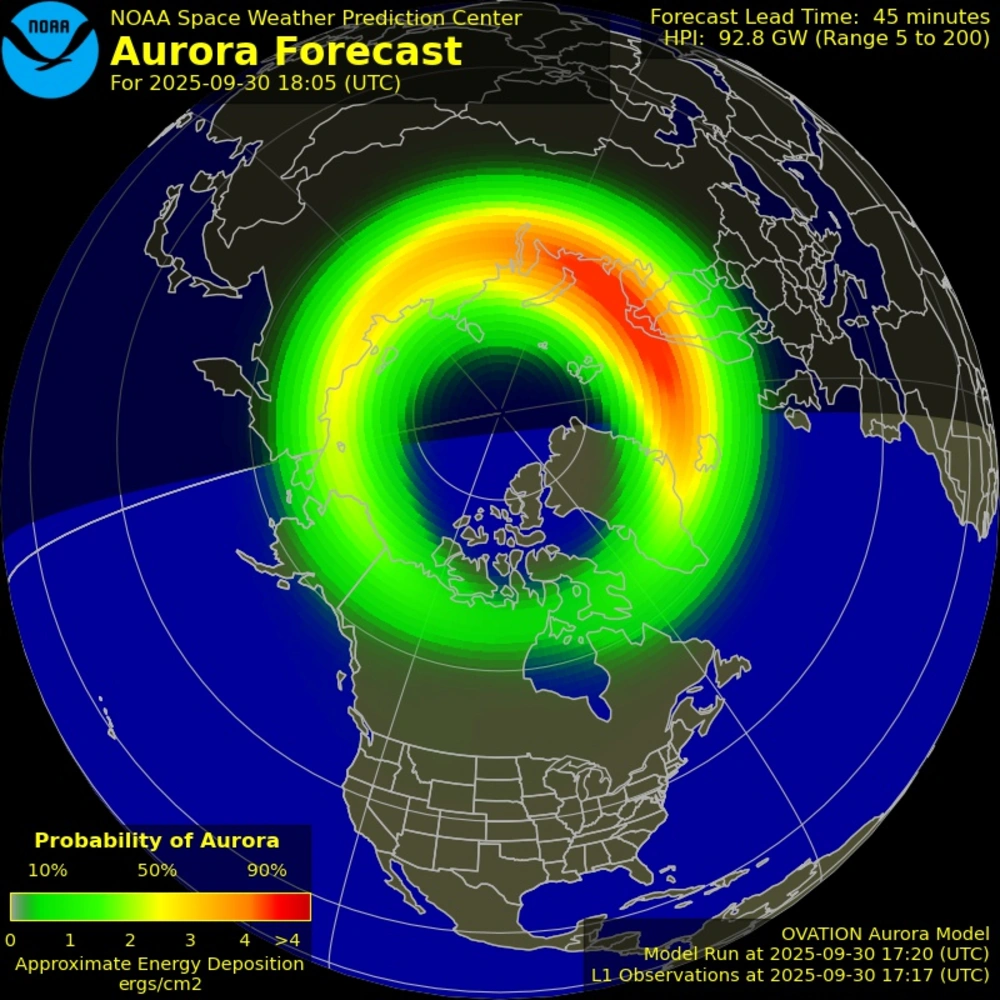 NOAA
NOAA Space Weather Prediction Center
Aurora Forecast
For 2025-09-30 18:05 (UTC)
Forecast Lead Time: 45 minutes
HPI: 92.8 GW (Range 5 to 200)
Probability of Aurora
10% 50% 90%
0 1 2 3 4 >4
Approximate Energy Deposition
ergs/cm2
OVATION Aurora Model
Model Run at 2025-09-30 17:20 (UTC)
L1 Observations at 2025-09-30 17:17 (UTC)